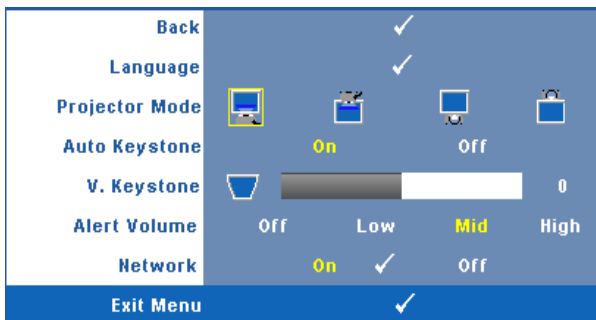 Back
Language
Projector Mode
Auto Keystone On Off
V. Keystone 0
Alert Volume Off Low Mid High
Network On Off
Exit Menu